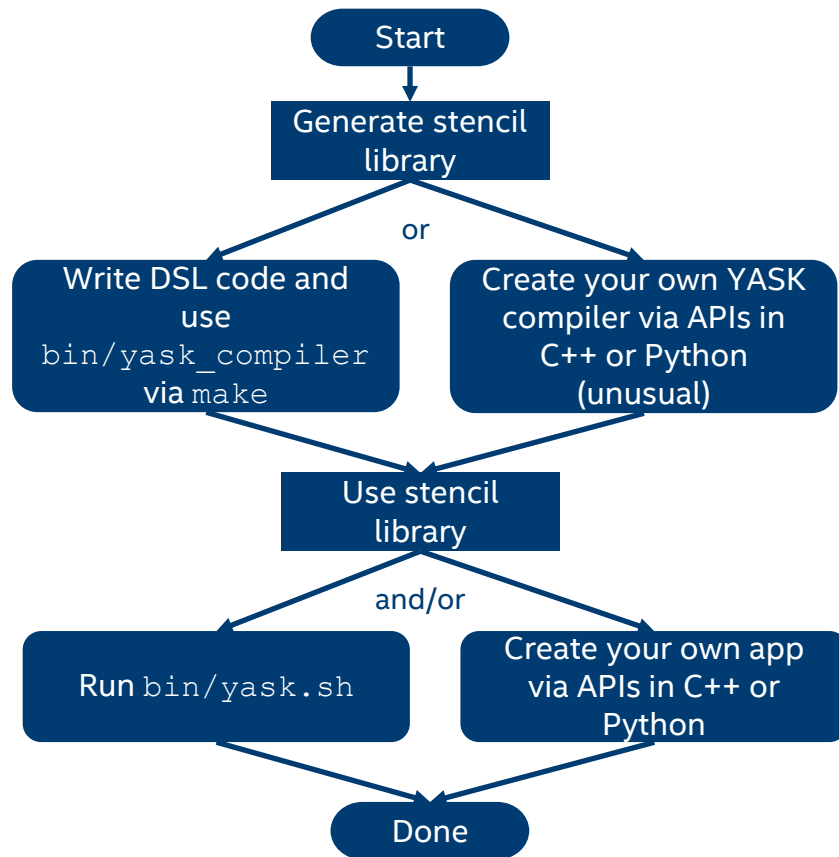 Start
Generate stencil
library
or
Write DSL code and
use
bin/yask_compiler
via make
Create your own YASK
compiler via APIs in
C++ or Python
(unusual)
Use stencil
library
and/or
Run bin/yask.sh
Create your own app
via APIs in C++ or
Python
Done